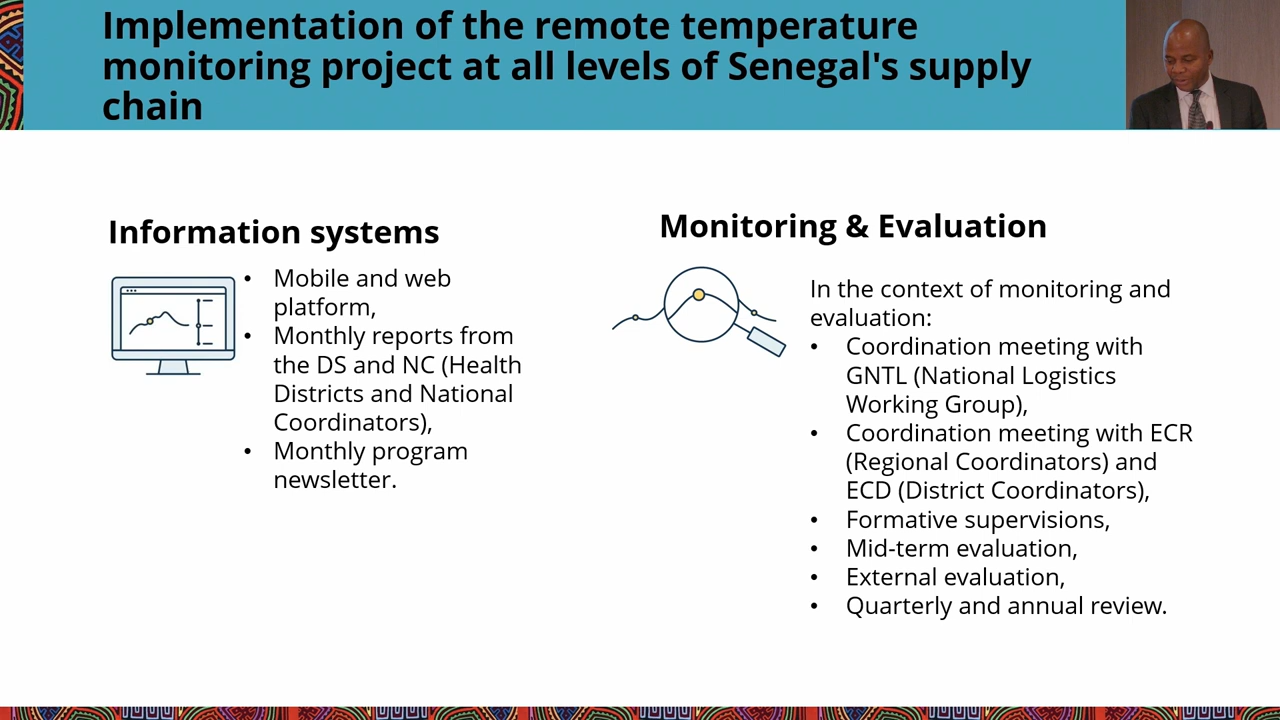 Implementation of the remote temperature
monitoring project at all levels of Senegal's supply
chain
Information systems
• Mobile and web
platform,
• Monthly reports from
the DS and NC (Health
Districts and National
Coordinators),
• Monthly program
newsletter.
Monitoring & Evaluation
In the context of monitoring and
evaluation:
• Coordination meeting with
GNTL (National Logistics
Working Group),
• Coordination meeting with ECR
(Regional Coordinators) and
ECD (District Coordinators),
• Formative supervisions,
• Mid-term evaluation,
• External evaluation,
• Quarterly and annual review.